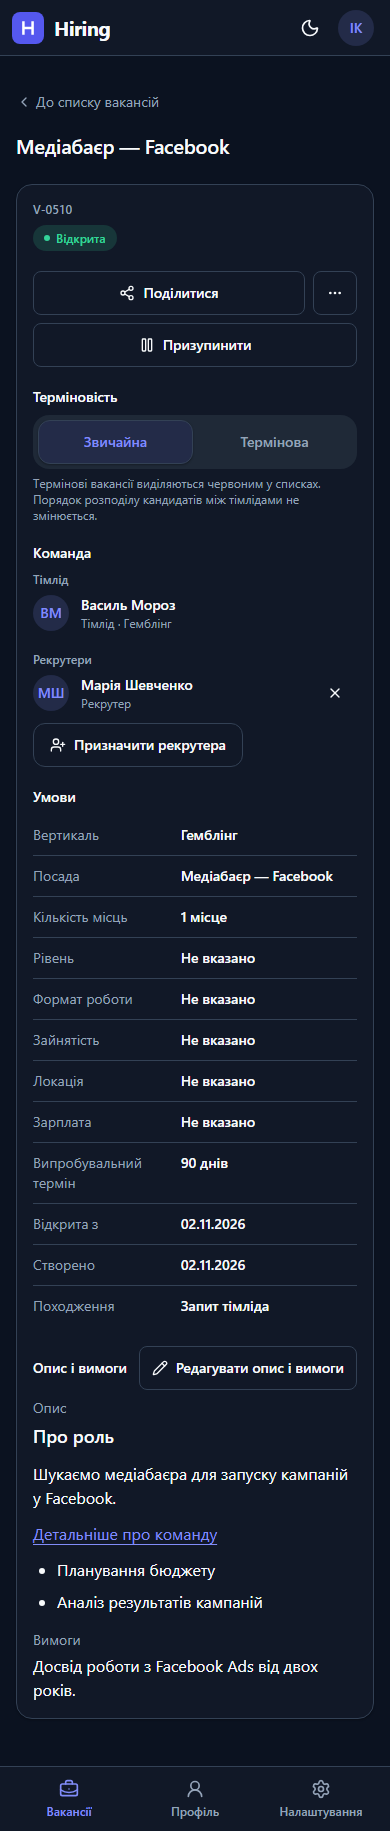 H Hiring
ІК
До списку вакансій
Медіабаєр — Facebook
V-0510
Відкрита
Поділитися
Призупинити
Терміновість
Звичайна
Термінова
Термінові вакансії виділяються червоним у списках.
Порядок розподілу кандидатів між тімлідами не
змінюється.
Команда
Тімлід
ВМ
Василь Мороз
Тімлід · Гемблінг
Рекрутери
МШ
Марія Шевченко
Рекрутер
Призначити рекрутера
Умови
Вертикаль Гемблінг
Посада Медіабаєр — Facebook
Кількість місць 1 місце
Рівень Не вказано
Формат роботи Не вказано
Зайнятість Не вказано
Локація Не вказано
Зарплата Не вказано
Випробувальний 90 днів
термін
Відкрита з 02.11.2026
Створено 02.11.2026
Походження Запит тімліда
Опис і вимоги
Редагувати опис і вимоги
Опис
Про роль
Шукаємо медіабаєра для запуску кампаній
у Facebook.
Детальніше про команду
• Планування бюджету
• Аналіз результатів кампаній
Вимоги
Досвід роботи з Facebook Ads від двох
років.
Вакансії
Профіль
Налаштування